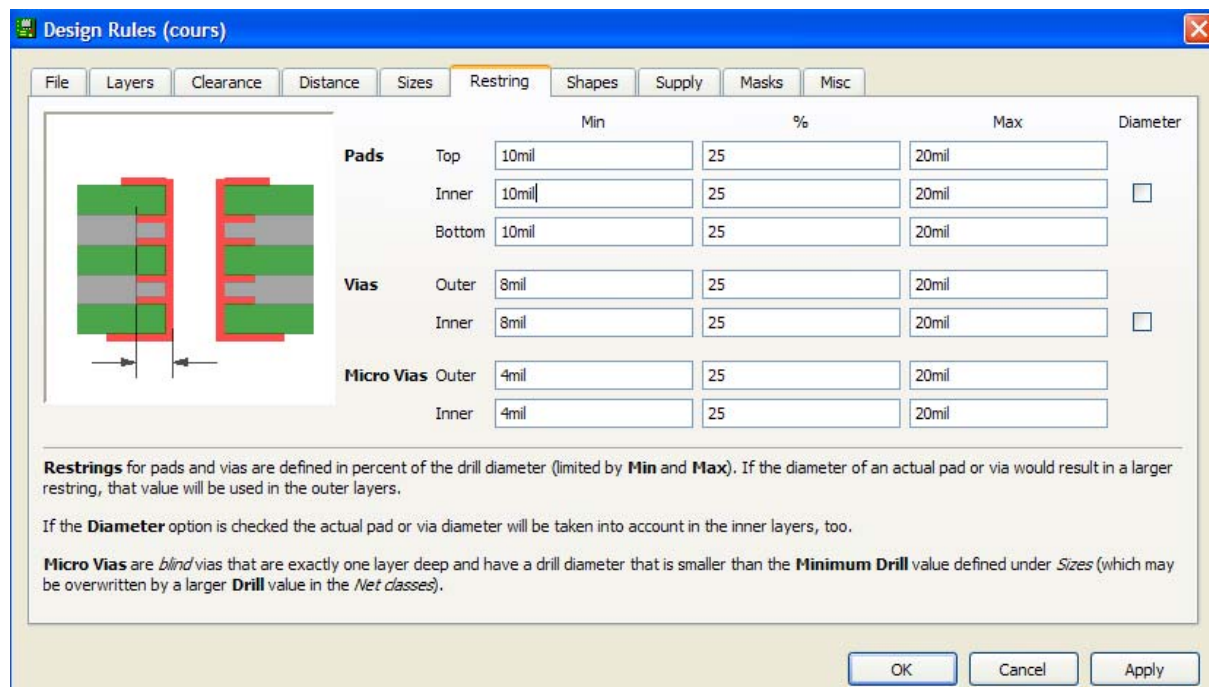 Design Rules (cours)
File Layers Clearance Distance Sizes Restring Shapes Supply Masks Misc
Min % Max Diameter
Pads Top 10mil 25 20mil
Inner 10mil 25 20mil
Bottom 10mil 25 20mil
Vias Outer 8mil 25 20mil
Inner 8mil 25 20mil
Micro Vias Outer 4mil 25 20mil
Inner 4mil 25 20mil
Restrings for pads and vias are defined in percent of the drill diameter (limited by Min and Max). If the diameter of an actual pad or via would result in a larger
restring, that value will be used in the outer layers.
If the Diameter option is checked the actual pad or via diameter will be taken into account in the inner layers, too.
Micro Vias are blind vias that are exactly one layer deep and have a drill diameter that is smaller than the Minimum Drill value defined under Sizes (which may
be overwritten by a larger Drill value in the Net classes).
OK Cancel Apply